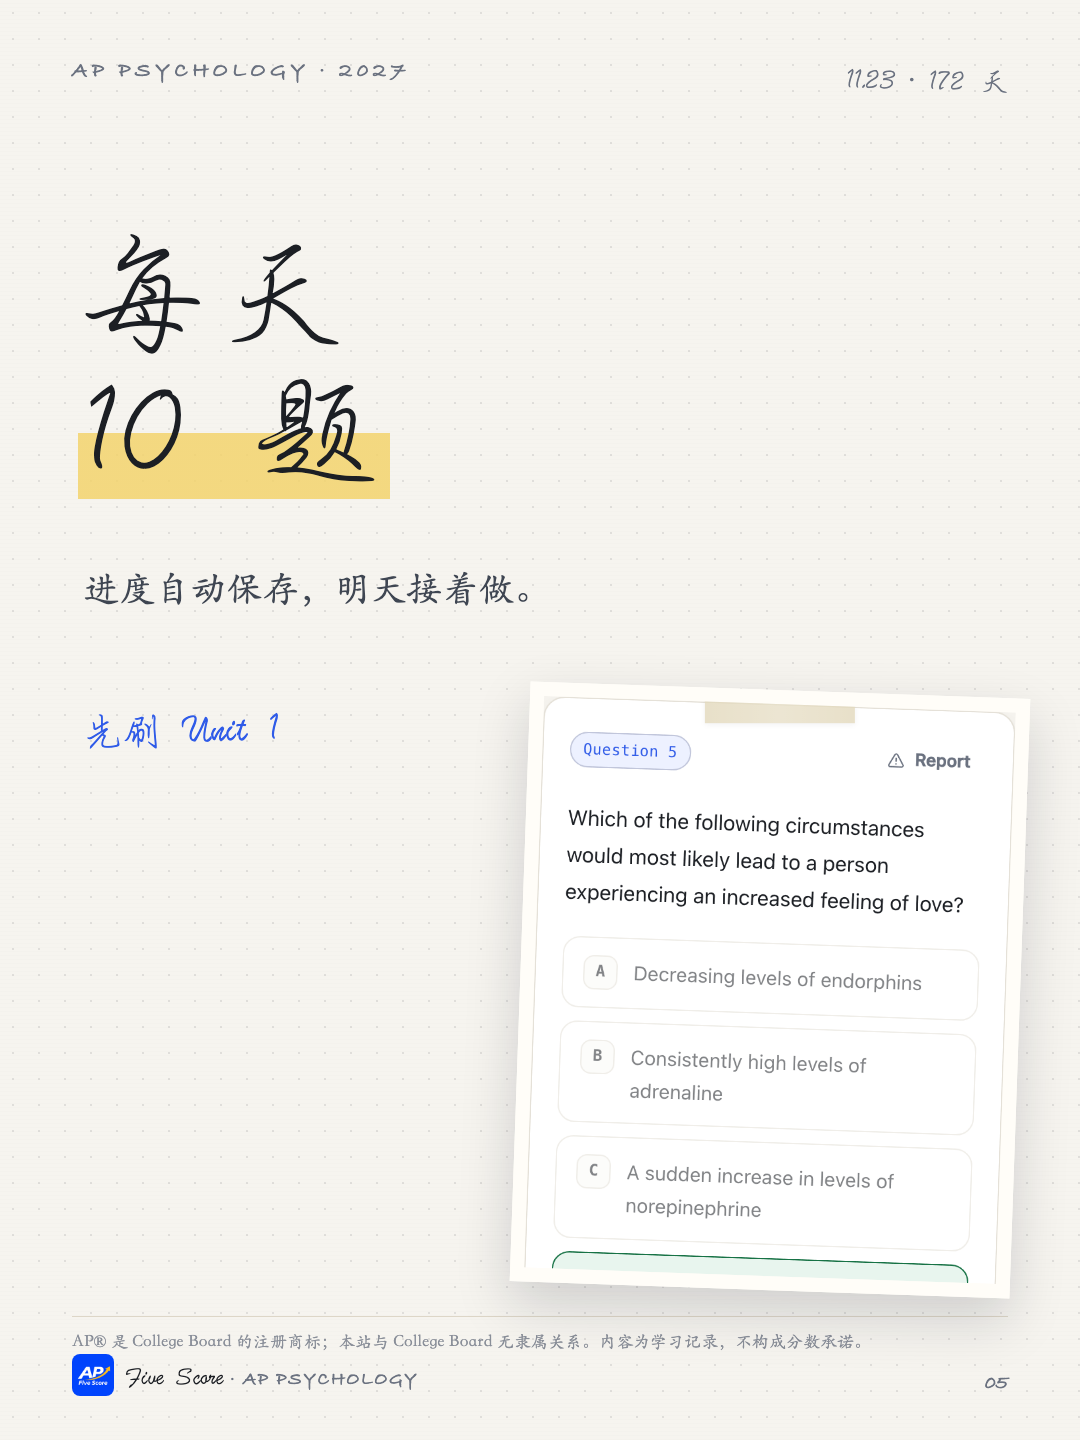 AP PSYCHOLOGY · 2027
11.23 · 172 天
每天
10 题
进度自动保存，明天接着做。
先刷 Unit 1
Question 5
Report
Which of the following circumstances
would most likely lead to a person
experiencing an increased feeling of love?
A Decreasing levels of endorphins
B Consistently high levels of
adrenaline
C A sudden increase in levels of
norepinephrine
AP® 是 College Board 的注册商标；本站与 College Board 无隶属关系。内容为学习记录，不构成分数承诺。
AP
Five Score
Five Score · AP PSYCHOLOGY
05